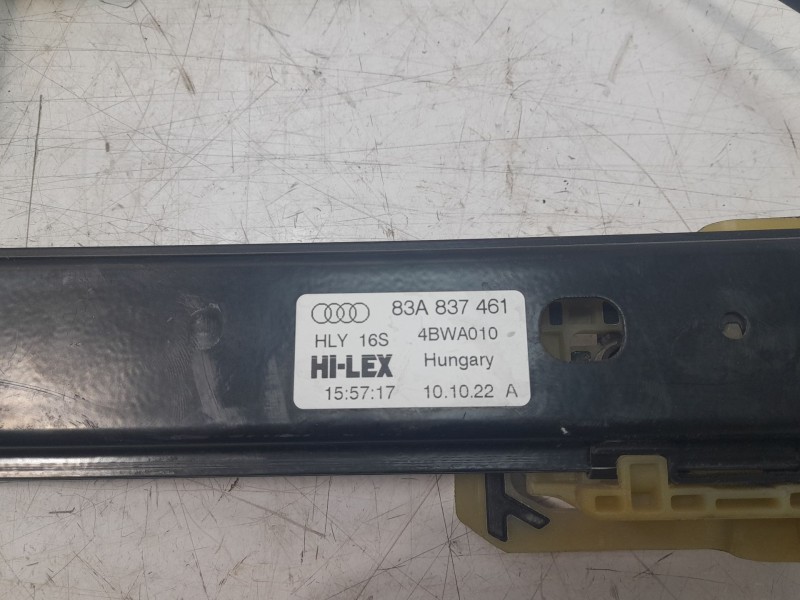 83A 837 461
HLY 16S 4BWA010
HI-LEX Hungary
15:57:17 10.10.22 A